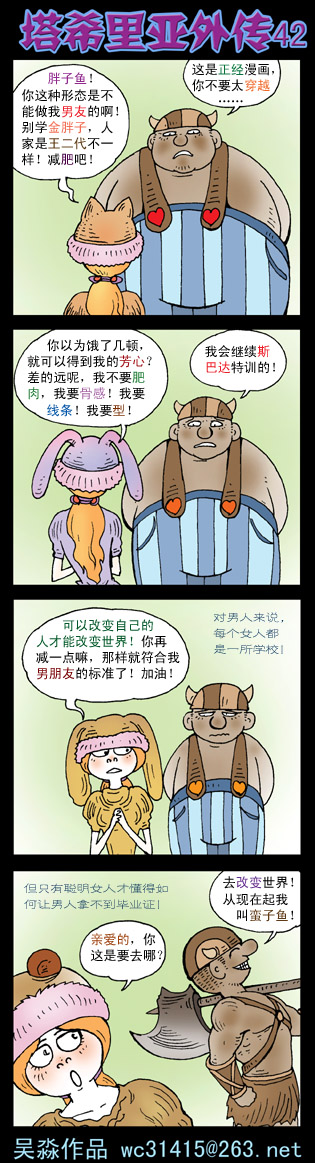 塔希里亚外传42
胖子鱼！
你这种形态是不
能做我男友的啊！
别学金胖子，人
家是王二代不一
样！减肥吧！
这是正经漫画，
你不要太穿越
……
你以为饿了几顿，
就可以得到我的芳心？
差的远呢，我不要肥
肉，我要骨感！我要
线条！我要型！
我会继续斯
巴达特训的！
可以改变自己的
人才能改变世界！你再
减一点嘛，那样就符合我
男朋友的标准了！加油！
对男人来说，
每个女人都
是一所学校！
但只有聪明女人才懂得如
何让男人拿不到毕业证！
亲爱的，你
这是要去哪？
去改变世界！
从现在起我
叫蛮子鱼！
吴淼作品 wc31415@263.net